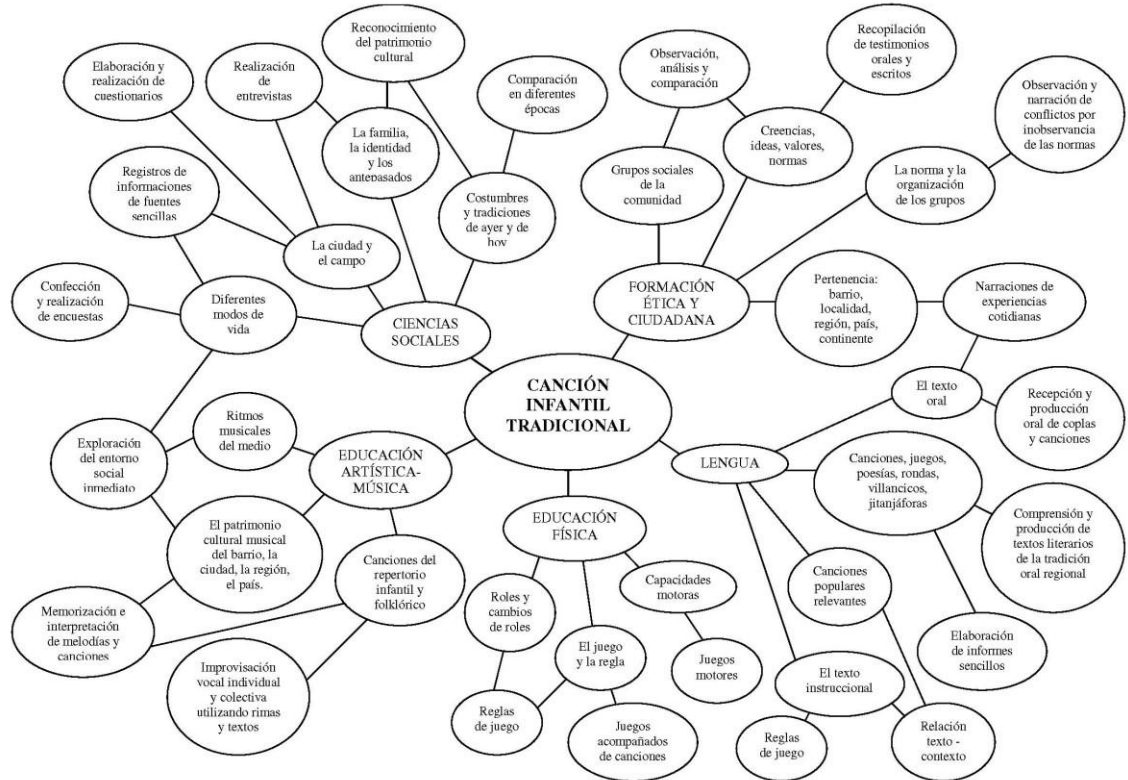 Reconocimiento
del patrimonio
cultural
Elaboración y
realización de
cuestionarios
Realización
de
entrevistas
Comparación
en diferentes
épocas
La familia,
la identidad
y los
antepasados
Registros de
informaciones
de fuentes
sencillas
Costumbres
y tradiciones
de ayer y de
hoy
La ciudad y
el campo
Confección
y realización
de encuestas
Diferentes
modos de
vida
CIENCIAS
SOCIALES
Observación,
análisis y
comparación
Recopilación
de testimonios
orales y
escritos
Observación y
narración de
conflictos por
inobservancia
de las normas
Creencias,
ideas, valores,
normas
Grupos sociales
de la
comunidad
La norma y la
organización
de los grupos
FORMACIÓN
ÉTICA Y
CIUDADANA
Pertenencia:
barrio,
localidad,
región, país,
continente
Narraciones de
experiencias
cotidianas
CANCIÓN
INFANTIL
TRADICIONAL
El texto
oral
Recepción y
producción
oral de coplas
y canciones
Exploración
del entorno
social
inmediato
Ritmos
musicales
del medio
EDUCACIÓN
ARTÍSTICA-
MÚSICA
LENGUA
Canciones, juegos,
poesías, rondas,
villancicos,
jitanjáforas
Comprensión y
producción de
textos literarios
de la tradición
oral regional
El patrimonio
cultural musical
del barrio, la
ciudad, la región,
el país.
Canciones del
repertorio
infantil y
folklórico
EDUCACIÓN
FÍSICA
Memorización e
interpretación
de melodías y
canciones
Improvisación
vocal individual
y colectiva
utilizando rimas
y textos
Roles y
cambios
de roles
Capacidades
motoras
El juego
y la regla
Juegos
motores
Reglas
de juego
Juegos
acompañados
de canciones
Canciones
populares
relevantes
Elaboración
de informes
sencillos
El texto
instruccional
Reglas
de juego
Relación
texto -
contexto